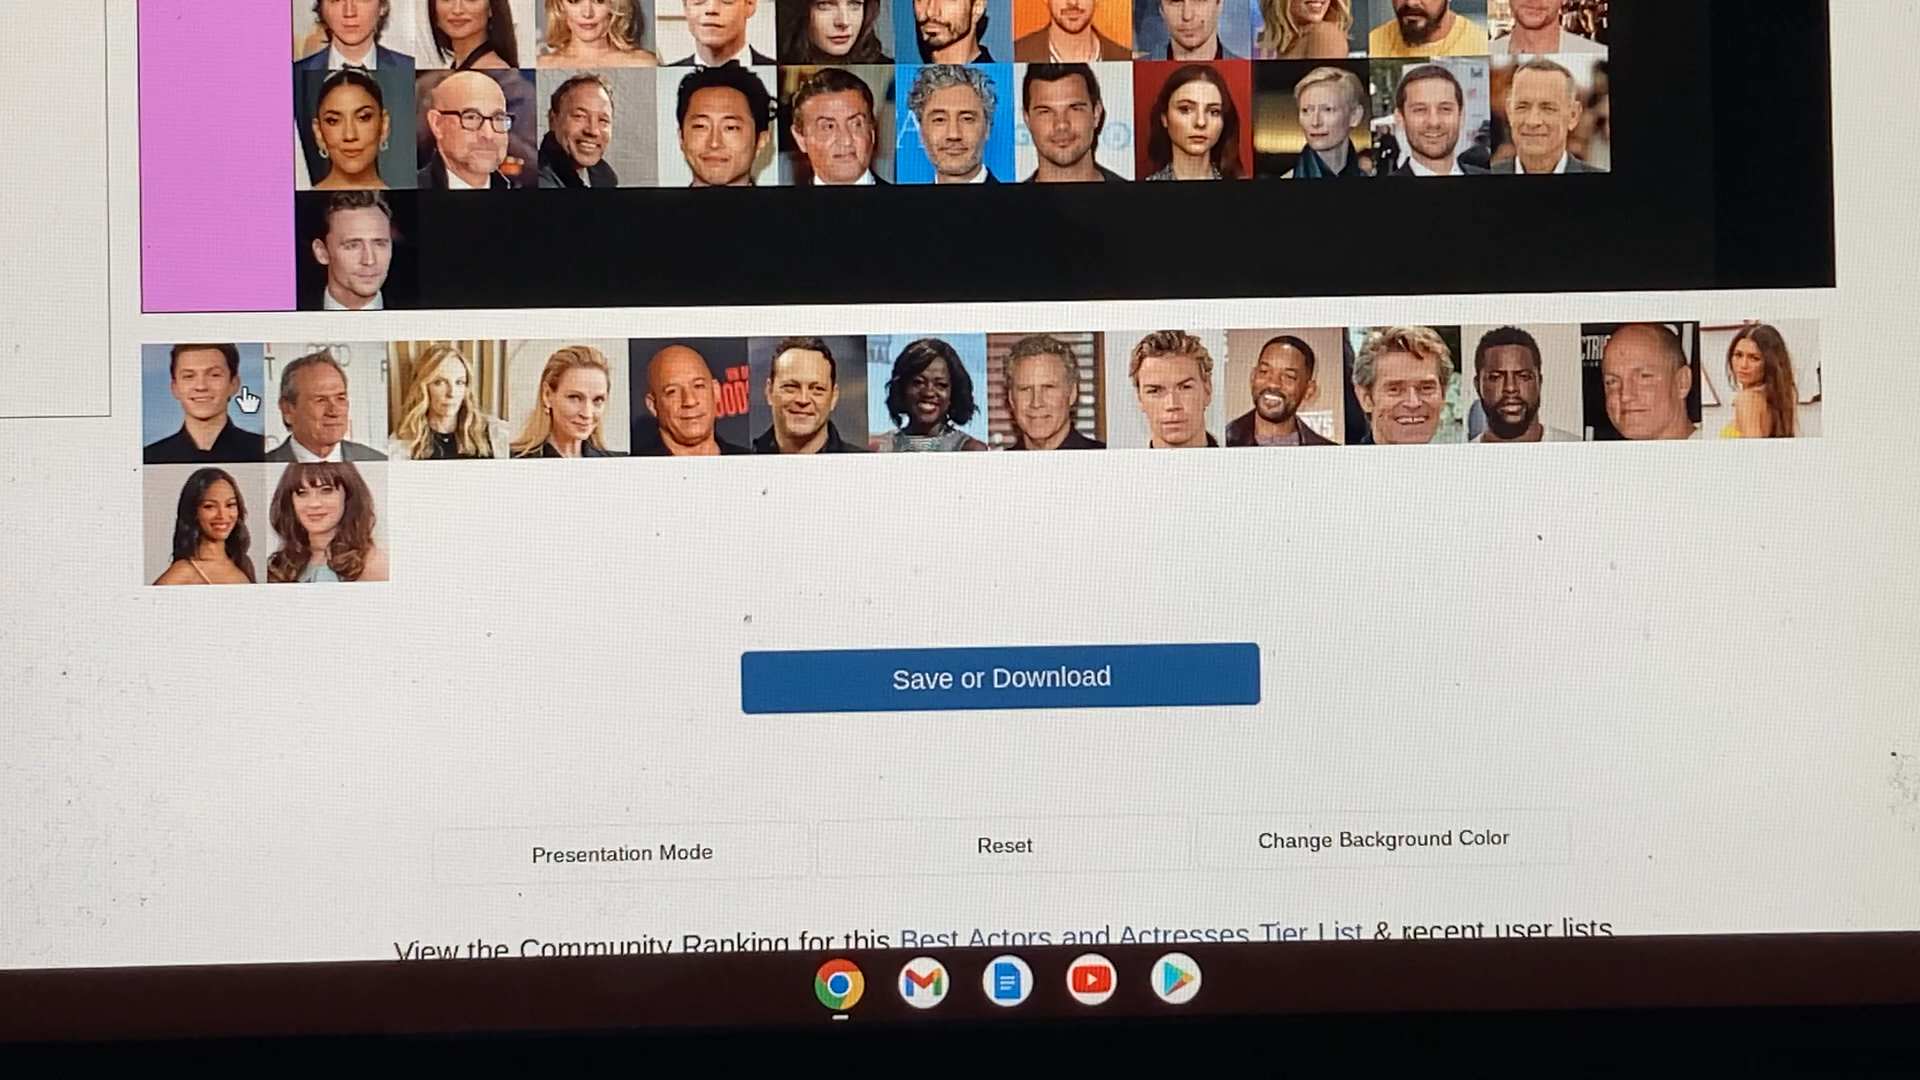 Save or Download
Presentation Mode
Reset
Change Background Color
View the Community Ranking for this Best Actors and Actresses Tier List & recent user lists